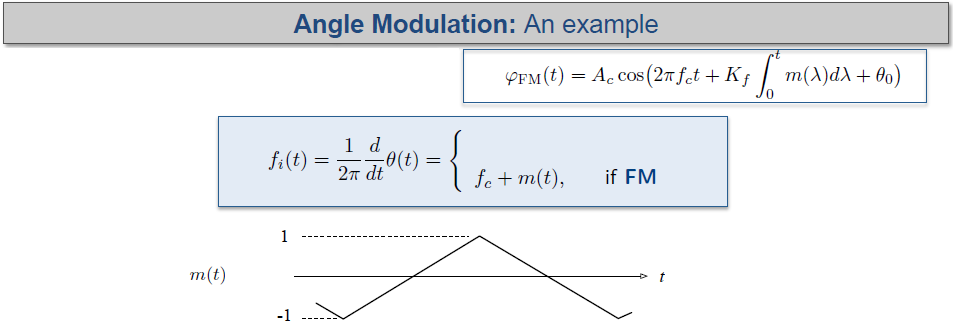 Angle Modulation: An example
φ_FM(t) = A_c cos(2πf_ct + K_f ∫_0^t m(λ)dλ + θ_0)
f_i(t) = 1/2π d/dt θ(t) = { f_c + m(t), if FM
1
m(t)
t
-1